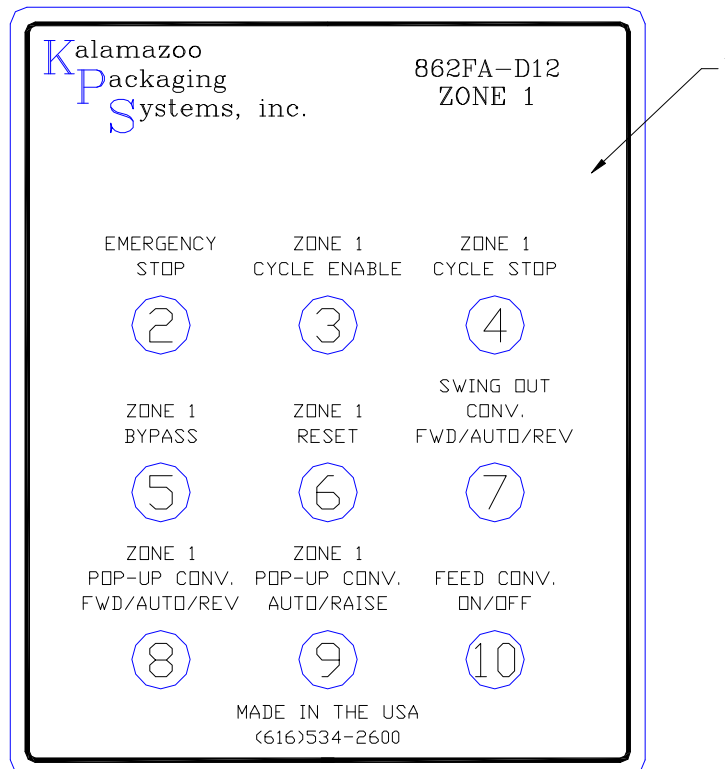 Kalamazoo
Packaging
Systems, inc.
862FA-D12
ZONE 1
EMERGENCY
STOP
2
ZONE 1
CYCLE ENABLE
3
ZONE 1
CYCLE STOP
4
ZONE 1
BYPASS
5
ZONE 1
RESET
6
SWING OUT
CONV.
FWD/AUTO/REV
7
ZONE 1
POP-UP CONV.
FWD/AUTO/REV
8
ZONE 1
POP-UP CONV.
AUTO/RAISE
9
FEED CONV.
ON/OFF
10
MADE IN THE USA
(616)534-2600